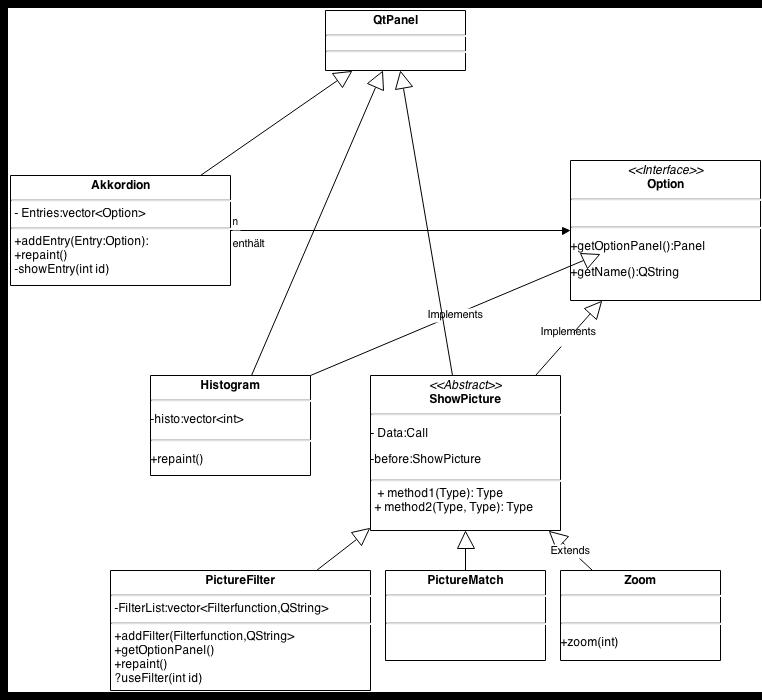 QtPanel
Akkordion
- Entries:vector<Option>
+addEntry(Entry:Option):
+repaint()
-showEntry(int id)
n
enthält
<<Interface>>
Option
+getOptionPanel():Panel
+getName():QString
Implements
Implements
Histogram
-histo:vector<int>
+repaint()
<<Abstract>>
ShowPicture
- Data:Call
-before:ShowPicture
+ method1(Type): Type
+ method2(Type, Type): Type
Extends
PictureFilter
-FilterList:vector<Filterfunction,QString>
+addFilter(Filterfunction,QString>
+getOptionPanel()
+repaint()
?useFilter(int id)
PictureMatch
Zoom
+zoom(int)